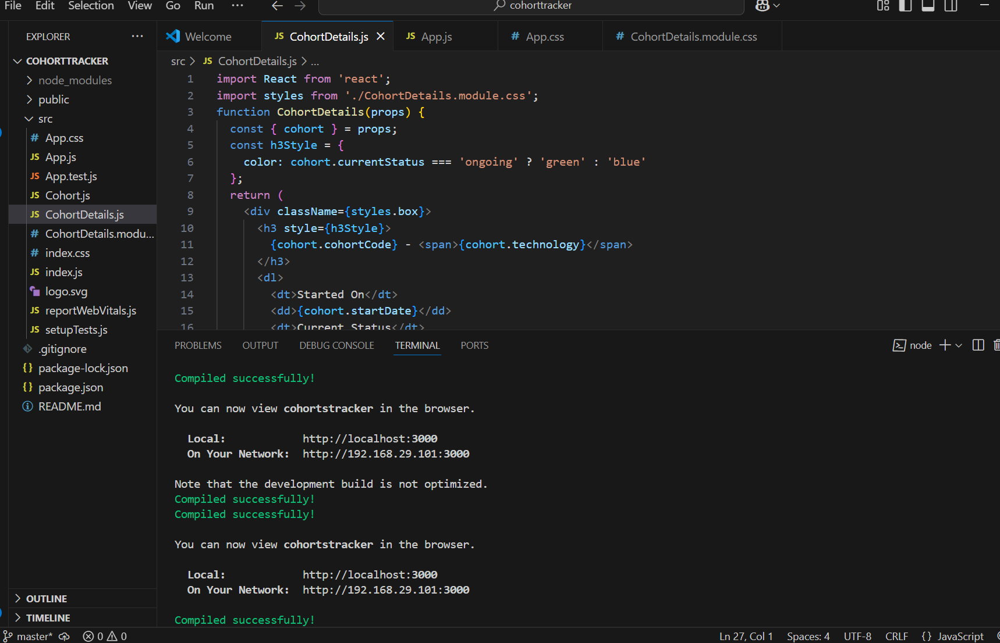 File Edit Selection View Go Run ··· cohorttracker
EXPLORER ···
COHORTTRACKER
node_modules
public
src
# App.css
JS App.js
JS App.test.js
JS Cohort.js
JS CohortDetails.js
# CohortDetails.modu...
# index.css
JS index.js
logo.svg
JS reportWebVitals.js
JS setupTests.js
.gitignore
{} package-lock.json
{} package.json
README.md
OUTLINE
TIMELINE
Welcome
JS CohortDetails.js
JS App.js
# App.css
# CohortDetails.module.css
src > JS CohortDetails.js > ...
1 import React from 'react';
2 import styles from './CohortDetails.module.css';
3 function CohortDetails(props) {
4 const { cohort } = props;
5 const h3Style = {
6 color: cohort.currentStatus === 'ongoing' ? 'green' : 'blue'
7 };
8 return (
9 <div className={styles.box}>
10 <h3 style={h3Style}>
11 {cohort.cohortCode} - <span>{cohort.technology}</span>
12 </h3>
13 <dl>
14 <dt>Started On</dt>
15 <dd>{cohort.startDate}</dd>
16 <dt>Current Status</dt>
PROBLEMS OUTPUT DEBUG CONSOLE TERMINAL PORTS node
Compiled successfully!
You can now view cohortstracker in the browser.
Local: http://localhost:3000
On Your Network: http://192.168.29.101:3000
Note that the development build is not optimized.
Compiled successfully!
Compiled successfully!
You can now view cohortstracker in the browser.
Local: http://localhost:3000
On Your Network: http://192.168.29.101:3000
Compiled successfully!
master* 0 0 Ln 27, Col 1 Spaces: 4 UTF-8 CRLF {} JavaScript